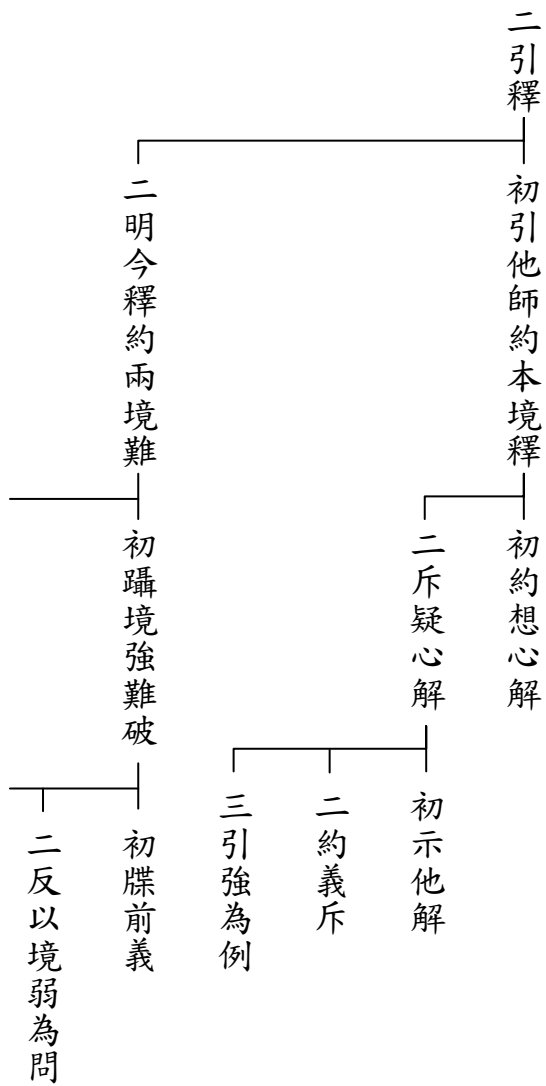 二引釋
初引他師約本境釋
初約想心解
二斥疑心解
初示他解
二約義斥
三引強為例
二明今釋約兩境難
初躡境強難破
初牒前義
二反以境弱為問